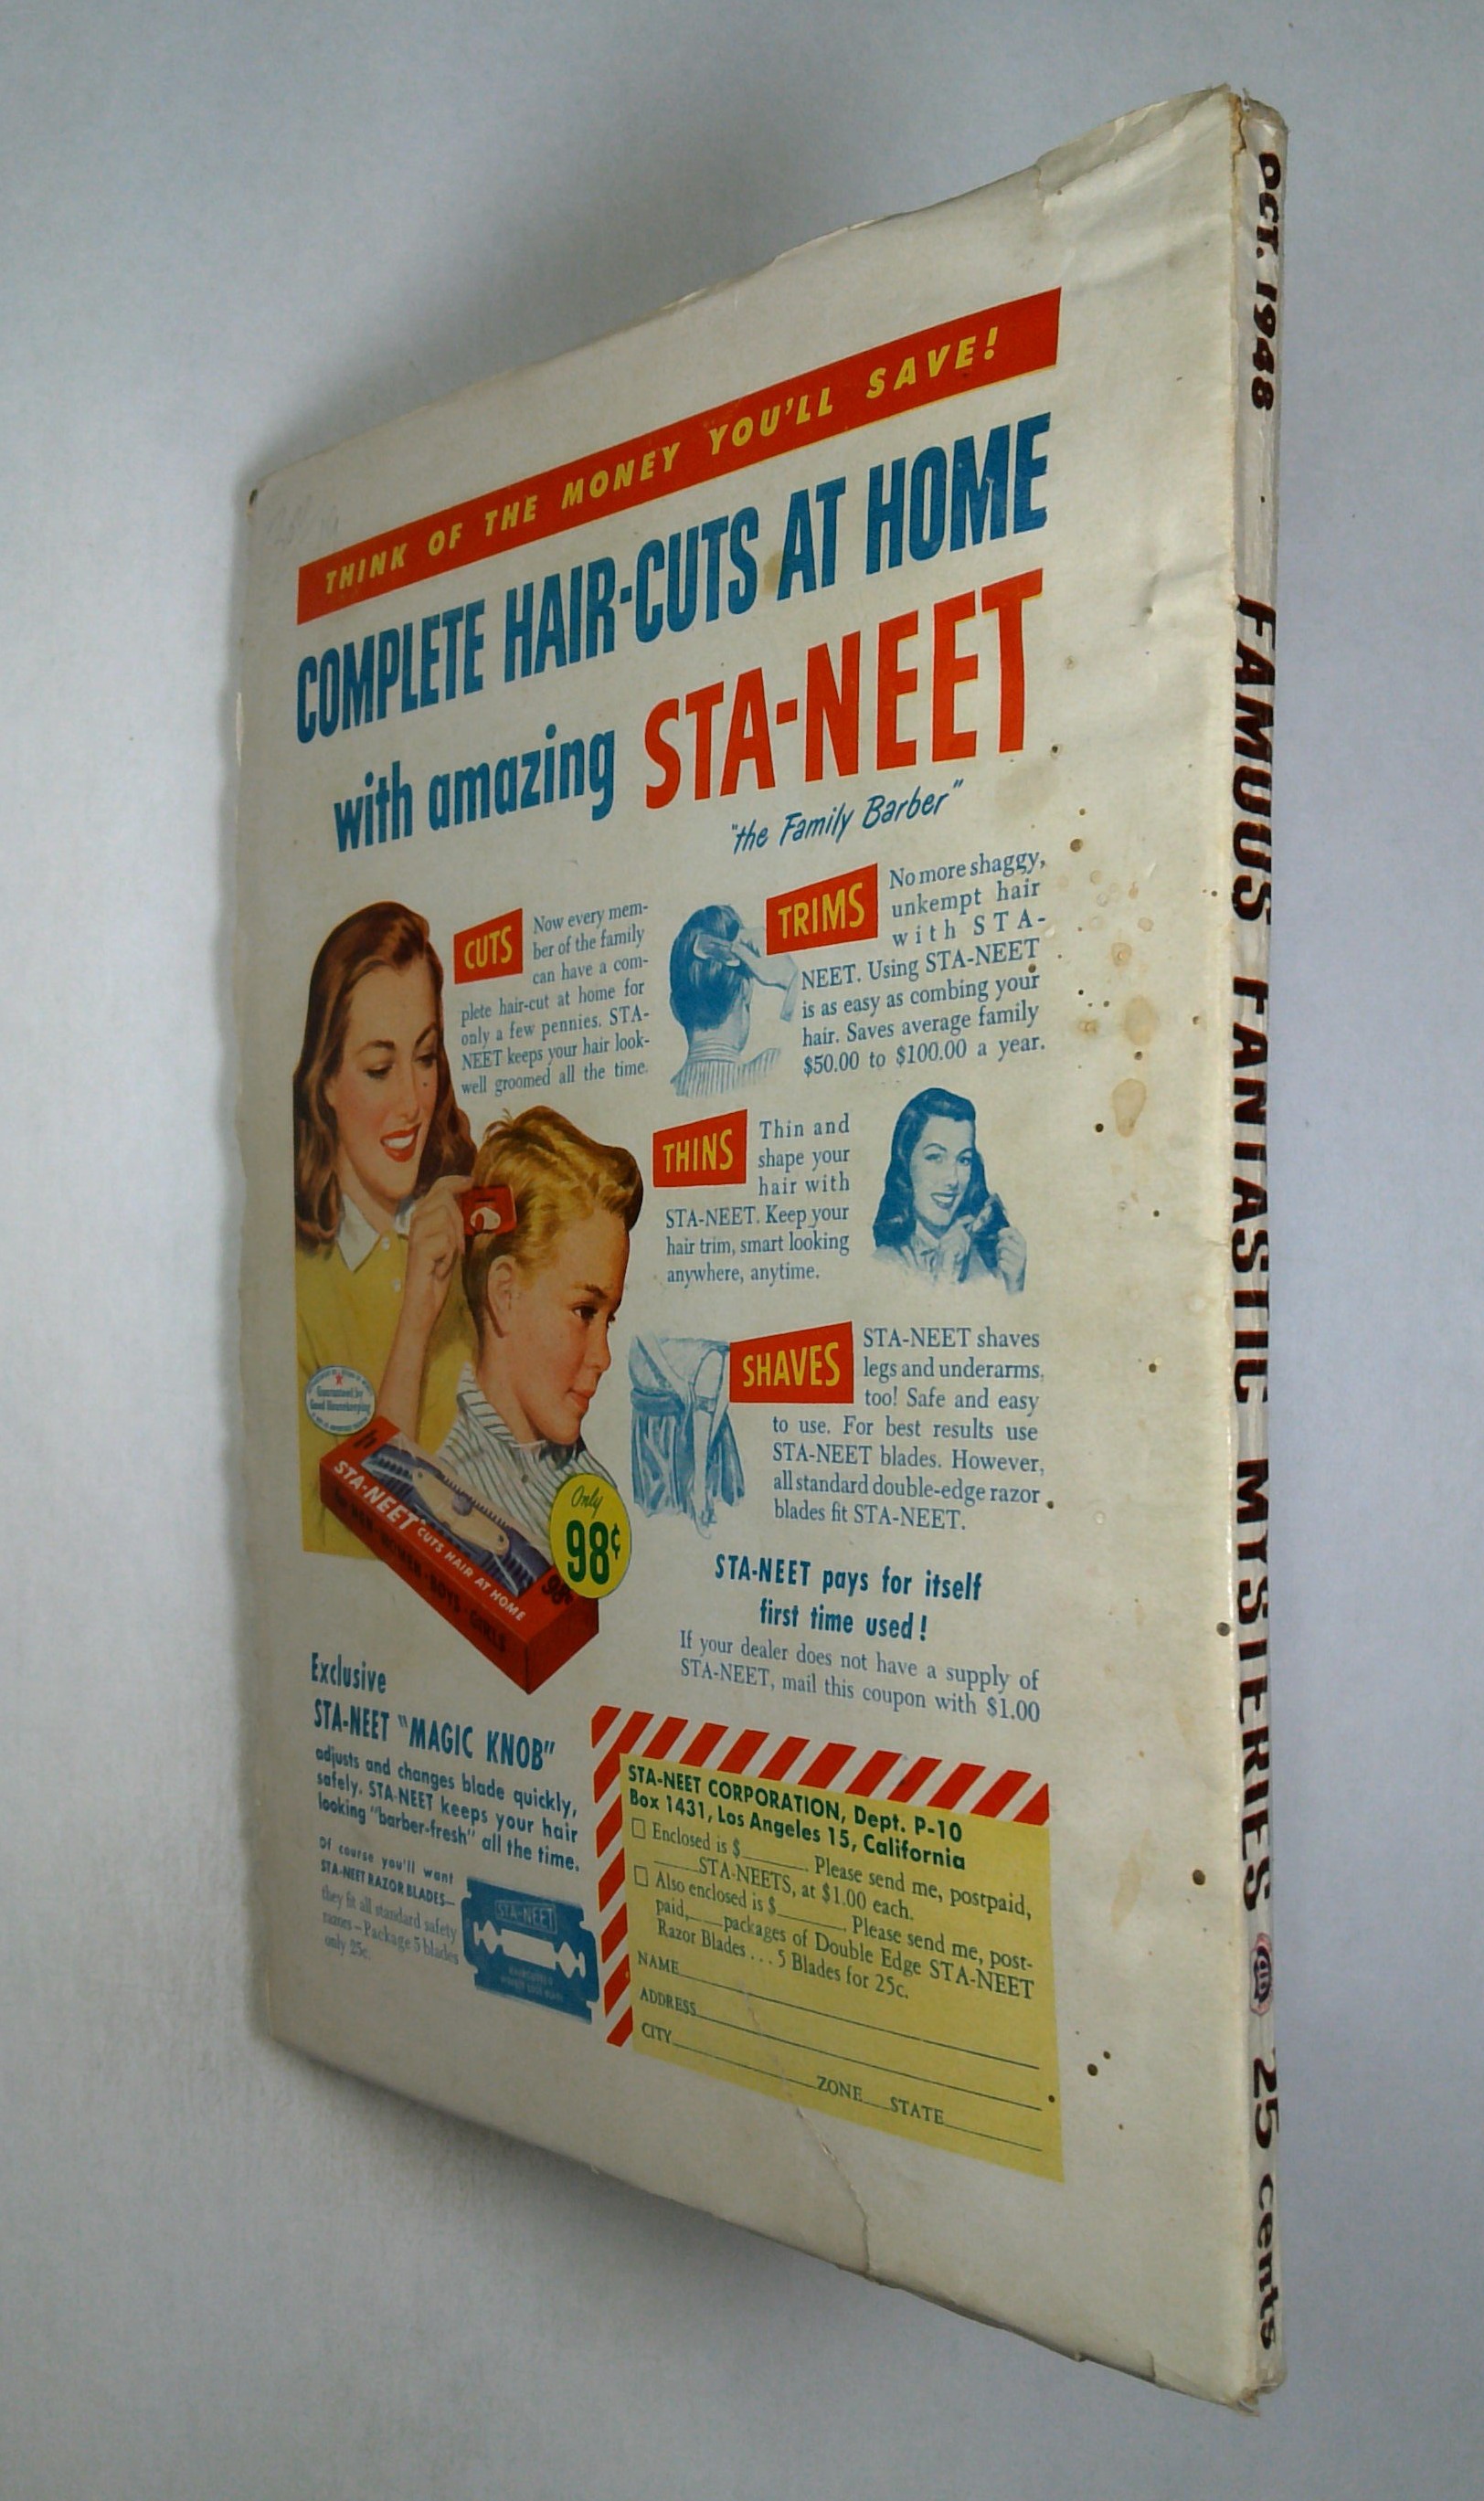 THINK OF THE MONEY YOU'LL SAVE!
COMPLETE HAIR-CUTS AT HOME
with amazing STA-NEET
"the Family Barber"
CUTS
Now every mem-
ber of the family
can have a com-
plete hair-cut at home for
only a few pennies. STA-
NEET keeps your hair look-
well groomed all the time.
TRIMS
No more shaggy,
unkempt hair
with STA-
NEET. Using STA-NEET
is as easy as combing your
hair. Saves average family
$50.00 to $100.00 a year.
THINS
Thin and
shape your
hair with
STA-NEET. Keep your
hair trim, smart looking
anywhere, anytime.
SHAVES
STA-NEET shaves
legs and underarms,
too! Safe and easy
to use. For best results use
STA-NEET blades. However,
all standard double-edge razor
blades fit STA-NEET.
Guaranteed by
Good Housekeeping
STA-NEET
CUTS HAIR AT HOME
MEN-WOMEN-BOYS-GIRLS
98¢
Only
98¢
STA-NEET pays for itself
first time used!
If your dealer does not have a supply of
STA-NEET, mail this coupon with $1.00
Exclusive
STA-NEET "MAGIC KNOB"
adjusts and changes blade quickly,
safely. STA-NEET keeps your hair
looking "barber-fresh" all the time.
Of course you'll want
STA-NEET RAZOR BLADES—
they fit all standard safety
razors—Package 5 blades
only 25c.
STA-NEET
STA-NEET CORPORATION, Dept. P-10
Box 1431, Los Angeles 15, California
Enclosed is $______. Please send me, postpaid,
____STA-NEETS, at $1.00 each.
Also enclosed is $______. Please send me, post-
paid,___packages of Double Edge STA-NEET
Razor Blades . . . 5 Blades for 25c.
NAME
ADDRESS
CITY ZONE STATE
OCT. 1948 FAMOUS FANTASTIC MYSTERIES 25 cents